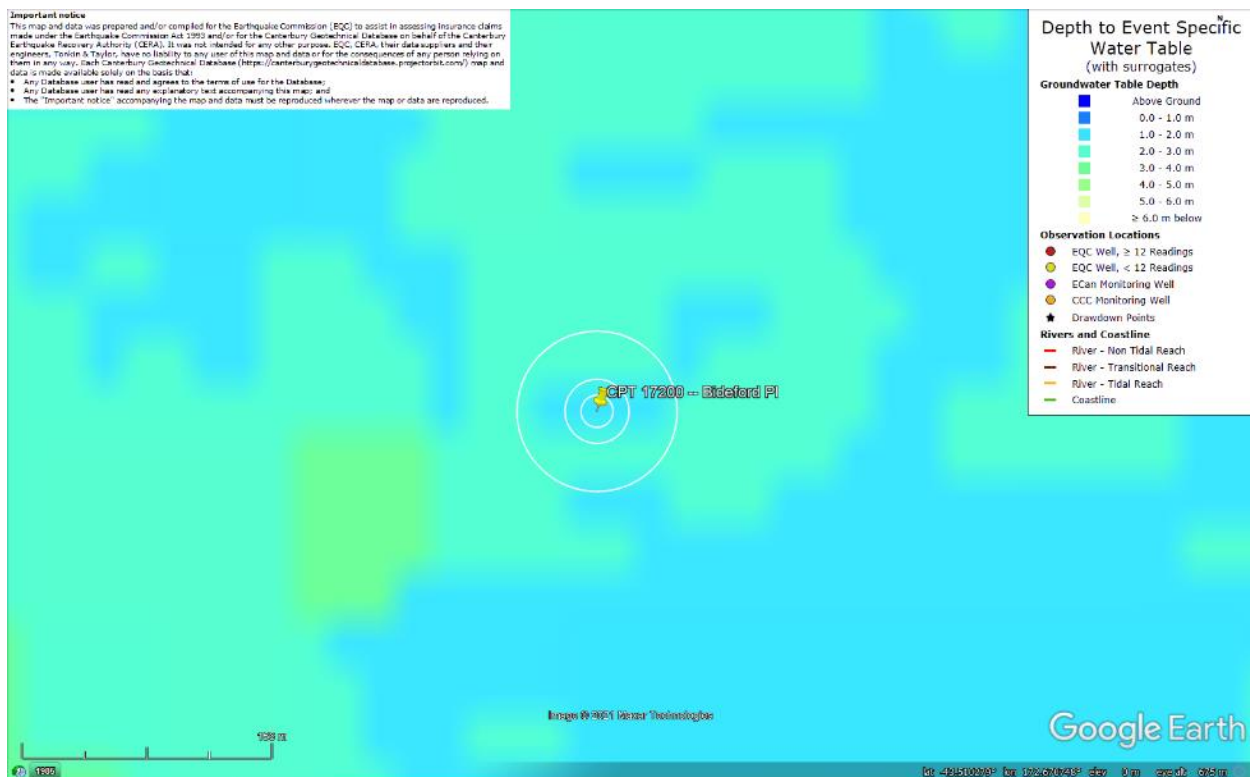 Important notice
This map and data was prepared and/or compiled for the Earthquake Commission (EQC) to assist in assessing insurance claims
made under the Earthquake Commission Act 1993 and/or for the Canterbury Geotechnical Database on behalf of the Canterbury
Earthquake Recovery Authority (CERA). It was not intended for any other purpose. EQC, CERA, their data suppliers and their
engineers, Tonkin & Taylor, have no liability to any user of this map and data or for the consequences of any person relying on
them in any way. Each Canterbury Geotechnical Database (https://canterburygeotechnicaldatabase.projectorbit.com/) map and
data is made available solely on the basis that:
• Any Database user has read and agrees to the terms of use for the Database;
• Any Database user has read any explanatory text accompanying this map; and
• The "Important notice" accompanying the map and data must be reproduced wherever the map or data are reproduced.
N
Depth to Event Specific
Water Table
(with surrogates)
Groundwater Table Depth
Above Ground
0.0 - 1.0 m
1.0 - 2.0 m
2.0 - 3.0 m
3.0 - 4.0 m
4.0 - 5.0 m
5.0 - 6.0 m
≥ 6.0 m below
Observation Locations
EQC Well, ≥ 12 Readings
EQC Well, < 12 Readings
ECan Monitoring Well
CCC Monitoring Well
Drawdown Points
Rivers and Coastline
River - Non Tidal Reach
River - Transitional Reach
River - Tidal Reach
Coastline
CPT 17200 -- Bideford Pl
Image © 2021 Maxar Technologies
Google Earth
1985
elev 0 m eye alt 675 m